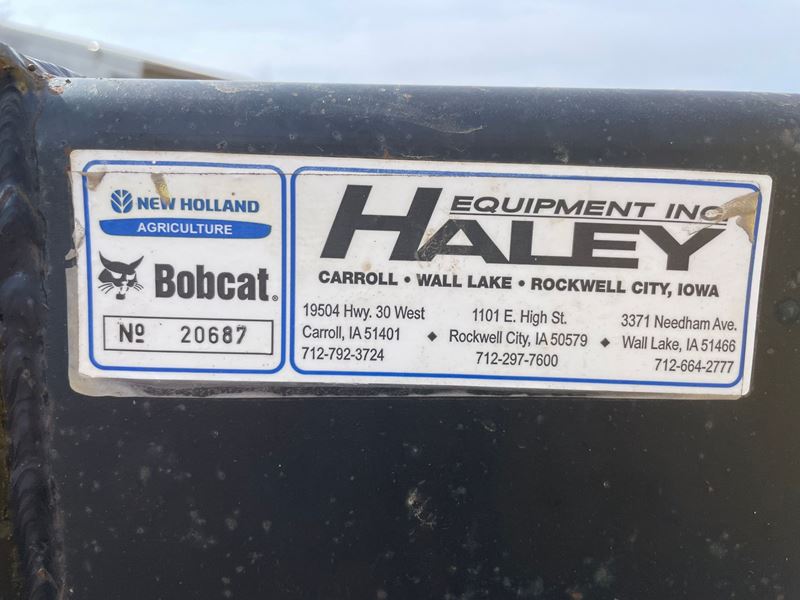 NEW HOLLAND
AGRICULTURE
Bobcat.
Nº 20687
HALEY EQUIPMENT INC
CARROLL • WALL LAKE • ROCKWELL CITY, IOWA
19504 Hwy. 30 West
Carroll, IA 51401
712-792-3724
◆
1101 E. High St.
Rockwell City, IA 50579
712-297-7600
◆
3371 Needham Ave.
Wall Lake, IA 51466
712-664-2777